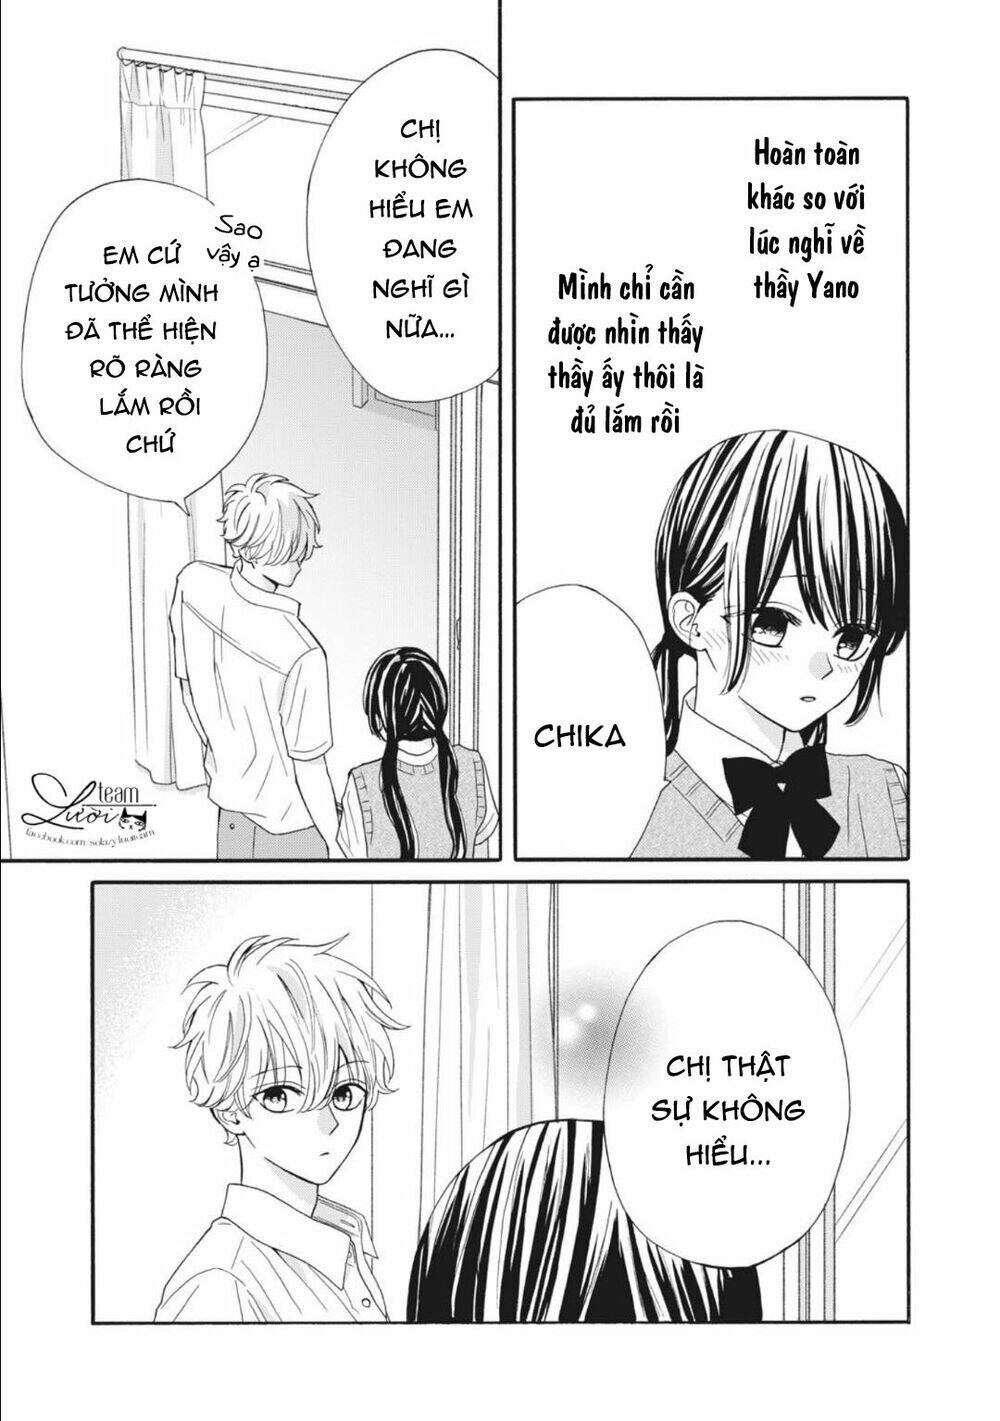 Hoàn toàn
khác so với
lúc nghĩ về
thầy Yano
Mình chỉ cần
được nhìn thấy
thầy ấy thôi là
đủ lắm rồi
CHIKA
CHỊ
KHÔNG
HIỂU EM
ĐANG
NGHĨ GÌ
NỮA...
Sao
vậy ạ
EM CỨ
TƯỞNG MÌNH
ĐÃ THỂ HIỆN
RÕ RÀNG
LẮM RỒI
CHỨ
team
Lười
CHỊ THẬT
SỰ KHÔNG
HIỂU...